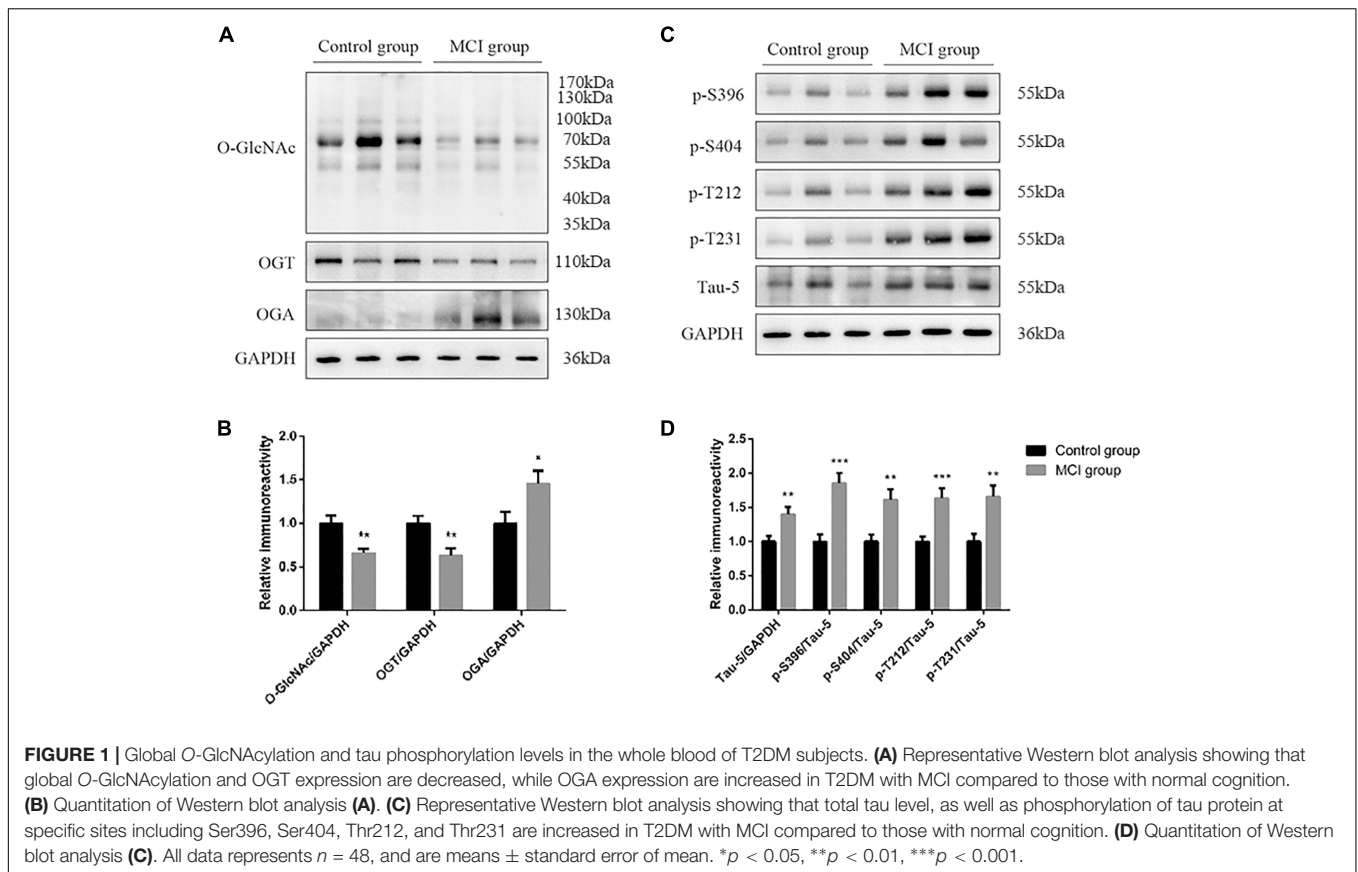 A
Control group MCI group
O-GlcNAc
170kDa
130kDa
100kDa
70kDa
55kDa
40kDa
35kDa
OGT 110kDa
OGA 130kDa
GAPDH 36kDa
C
Control group MCI group
p-S396 55kDa
p-S404 55kDa
p-T212 55kDa
p-T231 55kDa
Tau-5 55kDa
GAPDH 36kDa
B
Relative immunoreactivity
2.0
1.5
1.0
0.5
0.0
** ** *
O-GlcNAc/GAPDH
OGT/GAPDH
OGA/GAPDH
D
Relative immunoreactivity
2.5
2.0
1.5
1.0
0.5
0.0
** *** ** *** **
Tau-5/GAPDH
p-S396/Tau-5
p-S404/Tau-5
p-T212/Tau-5
p-T231/Tau-5
Control group
MCI group
FIGURE 1 | Global O-GlcNAcylation and tau phosphorylation levels in the whole blood of T2DM subjects. (A) Representative Western blot analysis showing that
global O-GlcNAcylation and OGT expression are decreased, while OGA expression are increased in T2DM with MCI compared to those with normal cognition.
(B) Quantitation of Western blot analysis (A). (C) Representative Western blot analysis showing that total tau level, as well as phosphorylation of tau protein at
specific sites including Ser396, Ser404, Thr212, and Thr231 are increased in T2DM with MCI compared to those with normal cognition. (D) Quantitation of Western
blot analysis (C). All data represents n = 48, and are means ± standard error of mean. *p < 0.05, **p < 0.01, ***p < 0.001.